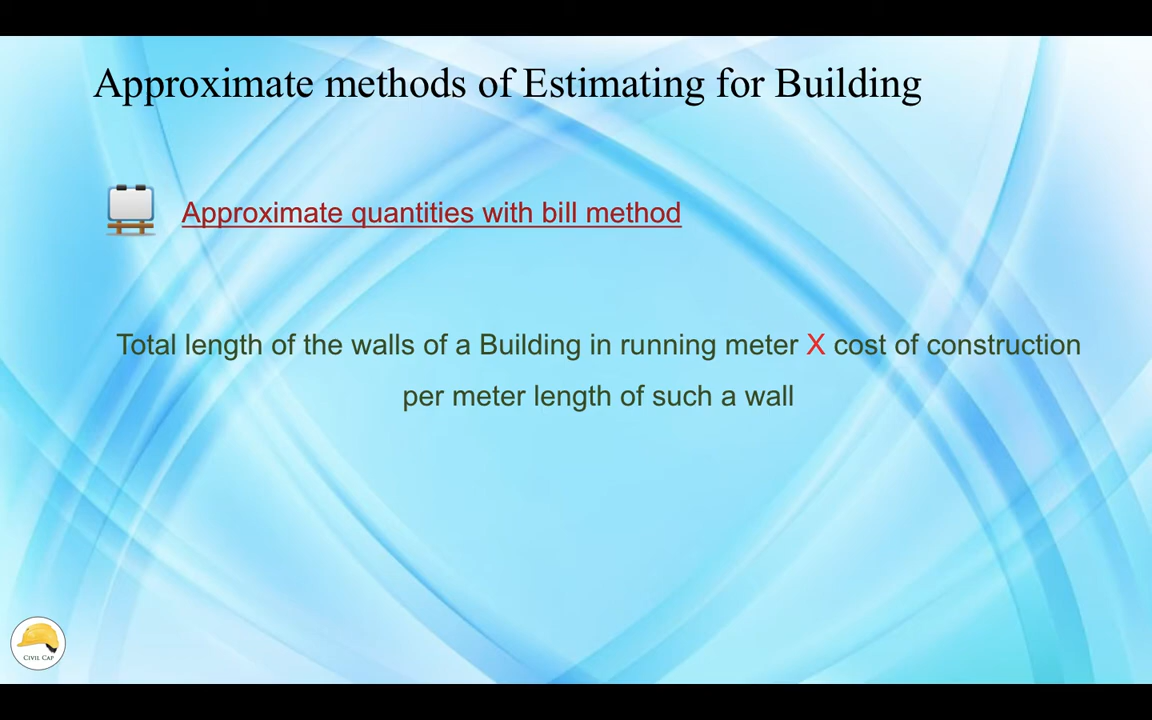 Approximate methods of Estimating for Building
Approximate quantities with bill method
Total length of the walls of a Building in running meter X cost of construction
per meter length of such a wall
CIVIL CAP